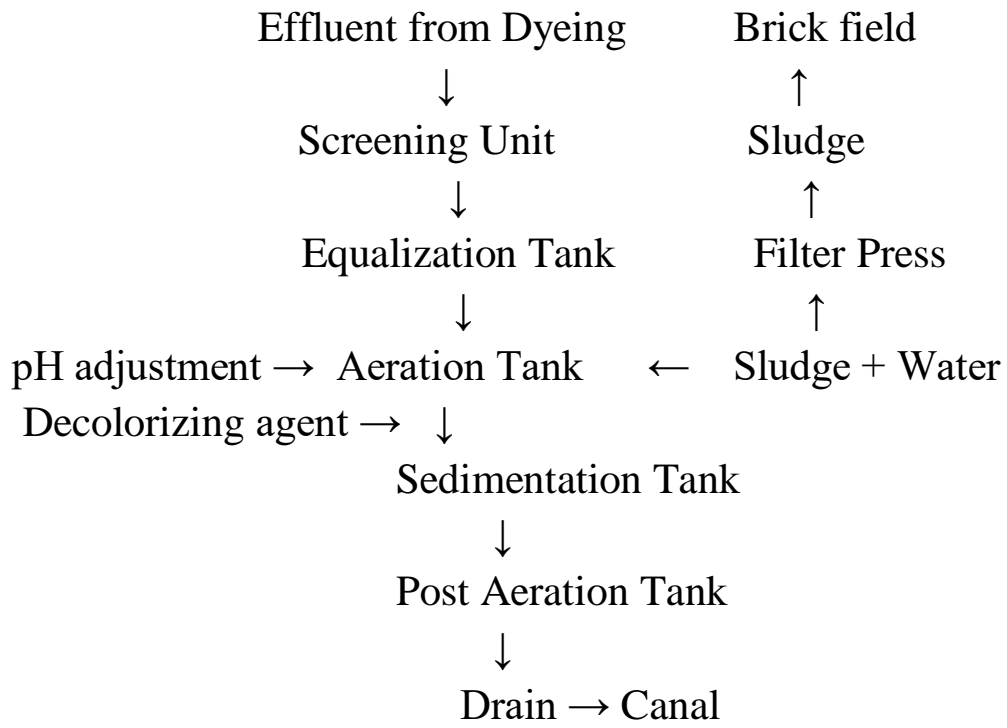 Effluent from Dyeing Brick field
↓ ↑
Screening Unit Sludge
↓ ↑
Equalization Tank Filter Press
↓ ↑
pH adjustment → Aeration Tank ← Sludge + Water
Decolorizing agent → ↓
Sedimentation Tank
↓
Post Aeration Tank
↓
Drain → Canal